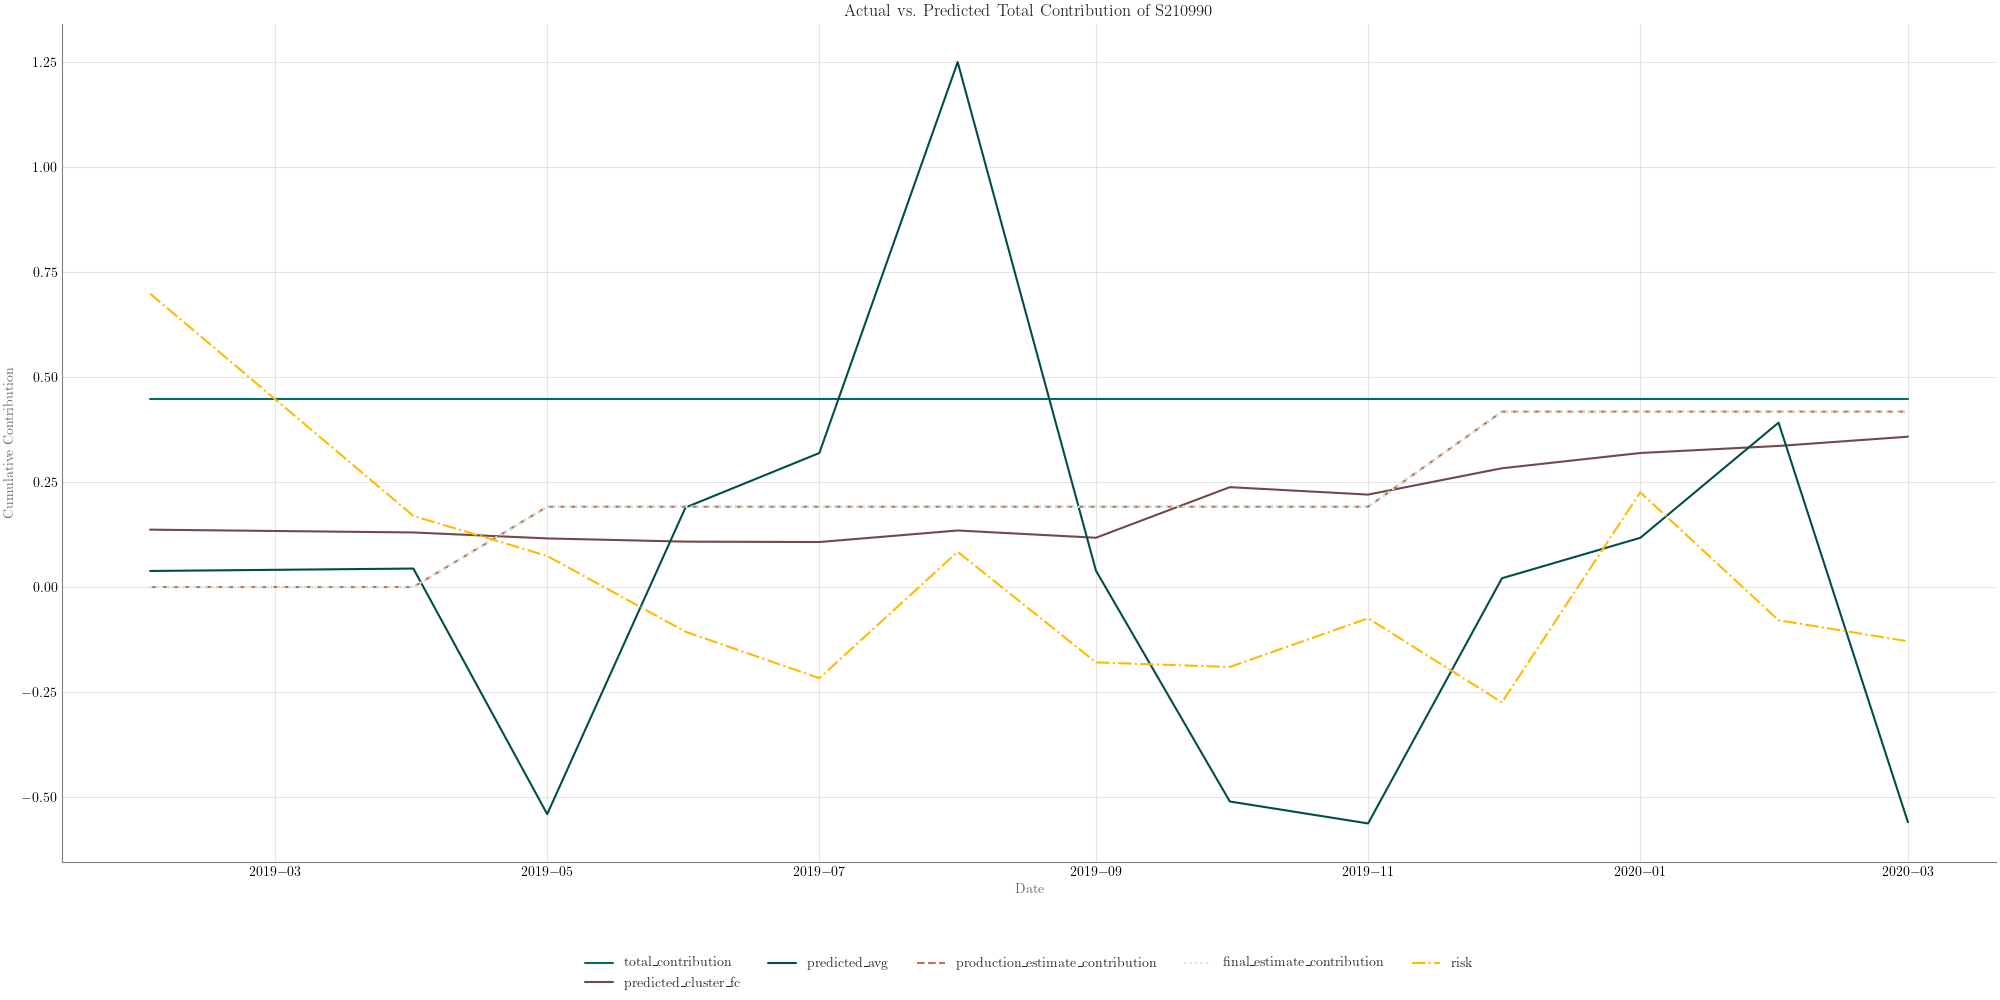 Actual vs. Predicted Total Contribution of S210990
Cumulative Contribution
1.25
1.00
0.75
0.50
0.25
0.00
−0.25
−0.50
2019−03 2019−05 2019−07 2019−09 2019−11 2020−01 2020−03
Date
total_contribution predicted_avg production_estimate_contribution final_estimate_contribution risk
predicted_cluster_fc